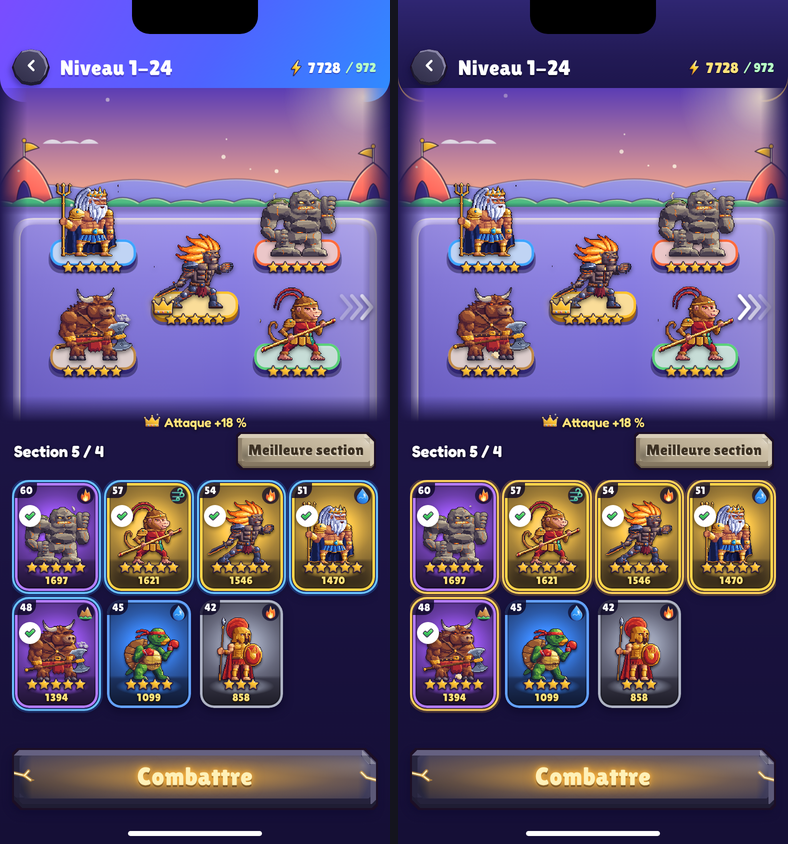 Niveau 1-24
7728 / 972
Attaque +18 %
Section 5 / 4
Meilleure section
60
1697
57
1621
54
1546
51
1470
48
1394
45
1099
42
858
Combattre
Niveau 1-24
7728 / 972
Attaque +18 %
Section 5 / 4
Meilleure section
60
1697
57
1621
54
1546
51
1470
48
1394
45
1099
42
858
Combattre